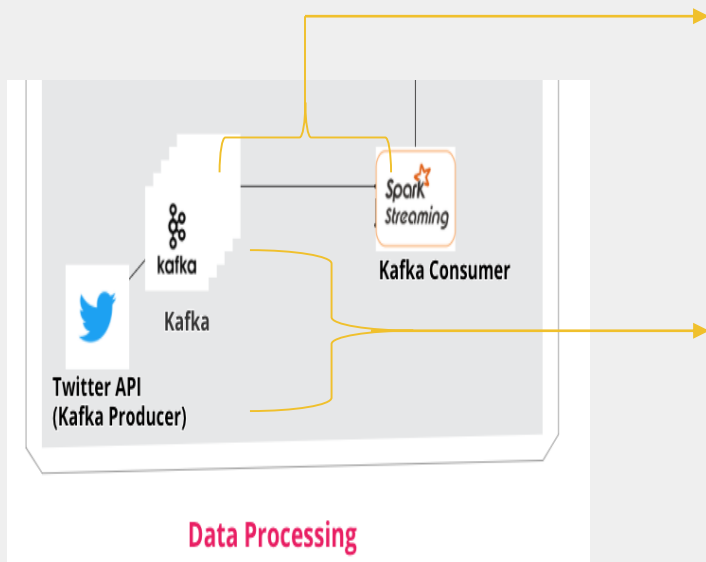 Spark
Streaming
kafka
Kafka Consumer
Kafka
Twitter API
(Kafka Producer)
Data Processing